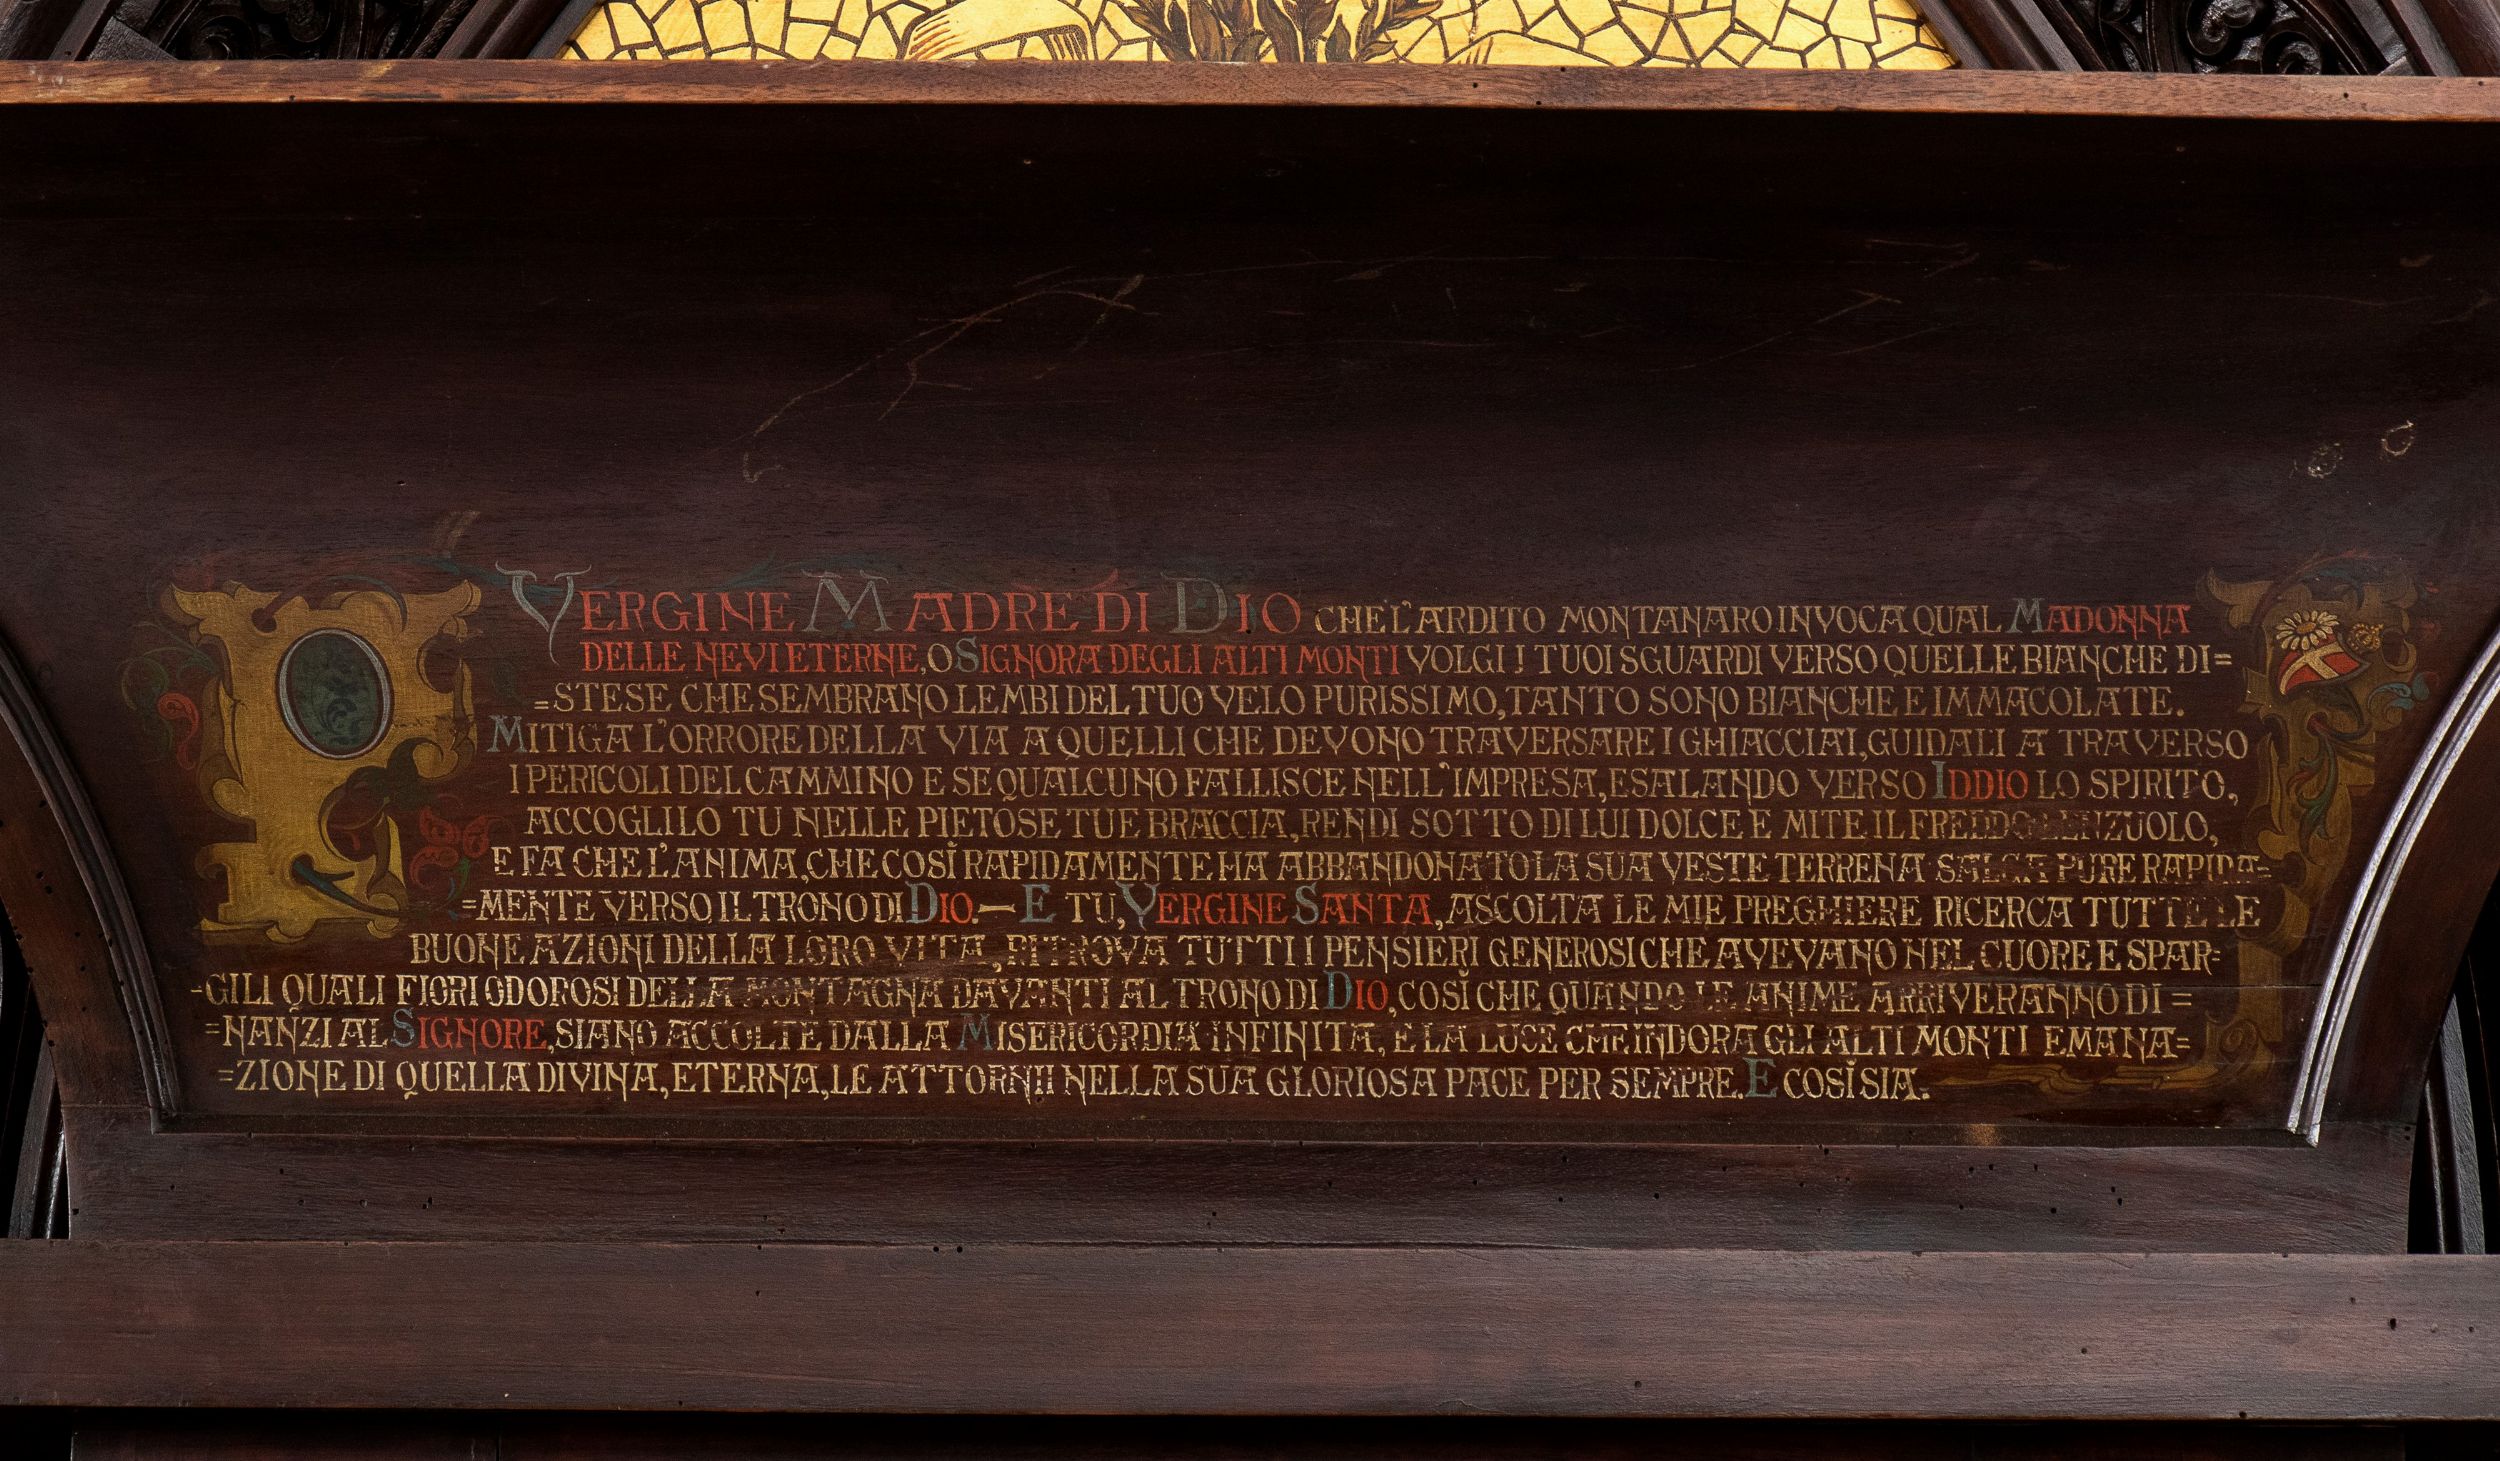 O VERGINE MADRE DI DIO CHE L'ARDITO MONTANARO INVOCA QUAL MADONNA
DELLE NEVI ETERNE, O SIGNORA DEGLI ALTI MONTI VOLGI I TUOI SGUARDI VERSO QUELLE BIANCHE DI=
=STESE CHE SEMBRANO LEMBI DEL TUO VELO PURISSIMO, TANTO SONO BIANCHE E IMMACOLATE.
MITIGA L'ORRORE DELLA VIA A QUELLI CHE DEVONO TRAVERSARE I GHIACCIAI, GUIDALI A TRAVERSO
I PERICOLI DEL CAMMINO E SE QUALCUNO FALLISCE NELL'IMPRESA, ESALANDO VERSO IDDIO LO SPIRITO,
ACCOGLILO TU NELLE PIETOSE TUE BRACCIA, RENDI SOTTO DI LUI DOLCE E MITE IL FREDDO LENZUOLO,
E FA CHE L'ANIMA, CHE COSÌ RAPIDAMENTE HA ABBANDONATO LA SUA VESTE TERRENA SALGA PURE RAPIDA=
=MENTE VERSO IL TRONO DI DIO.— E TU, VERGINE SANTA, ASCOLTA LE MIE PREGHIERE RICERCA TUTTE LE
BUONE AZIONI DELLA LORO VITA, RITROVA TUTTI I PENSIERI GENEROSI CHE AVEVANO NEL CUORE E SPAR-
-GILI QUALI FIORI ODOROSI DELLA MONTAGNA DAVANTI AL TRONO DI DIO, COSÌ CHE QUANDO LE ANIME ARRIVERANNO DI=
=NANZI AL SIGNORE, SIANO ACCOLTE DALLA MISERICORDIA INFINITA, E LA LUCE CHE INDORA GLI ALTI MONTI EMANA=
=ZIONE DI QUELLA DIVINA, ETERNA, LE ATTORNII NELLA SUA GLORIOSA PACE PER SEMPRE. E COSÌ SIA.